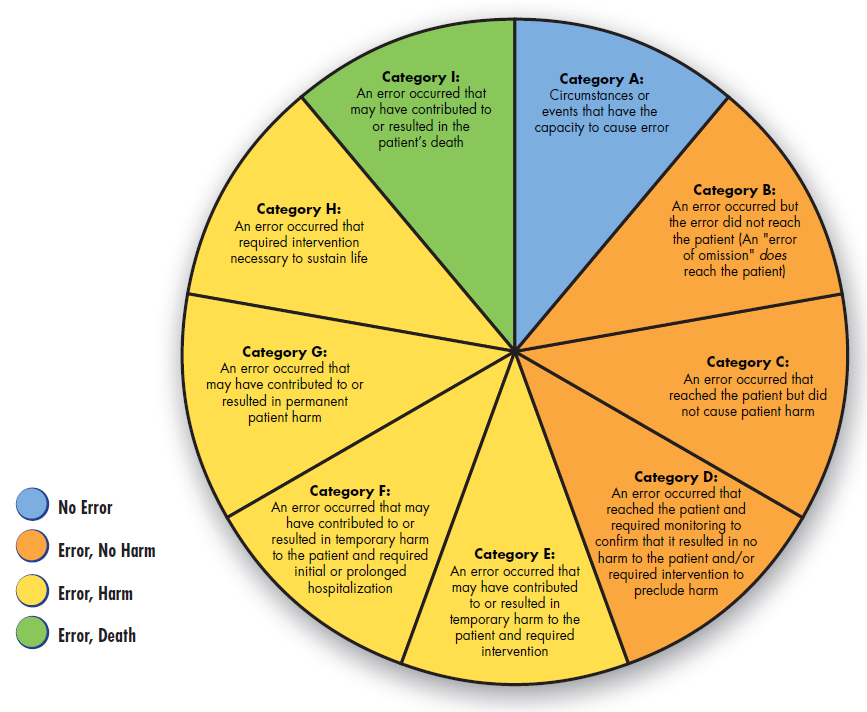 Category I:
An error occurred that
may have contributed to
or resulted in the
patient's death
Category A:
Circumstances or
events that have the
capacity to cause error
Category B:
An error occurred but
the error did not reach
the patient (An "error
of omission" does
reach the patient)
Category H:
An error occurred that
required intervention
necessary to sustain life
Category G:
An error occurred that
may have contributed to or
resulted in permanent
patient harm
Category C:
An error occurred that
reached the patient but did
not cause patient harm
Category F:
An error occurred that may
have contributed to or
resulted in temporary harm
to the patient and required
initial or prolonged
hospitalization
Category E:
An error occurred that
may have contributed
to or resulted in
temporary harm to the
patient and required
intervention
Category D:
An error occurred that
reached the patient and
required monitoring to
confirm that it resulted in no
harm to the patient and/or
required intervention to
preclude harm
No Error
Error, No Harm
Error, Harm
Error, Death